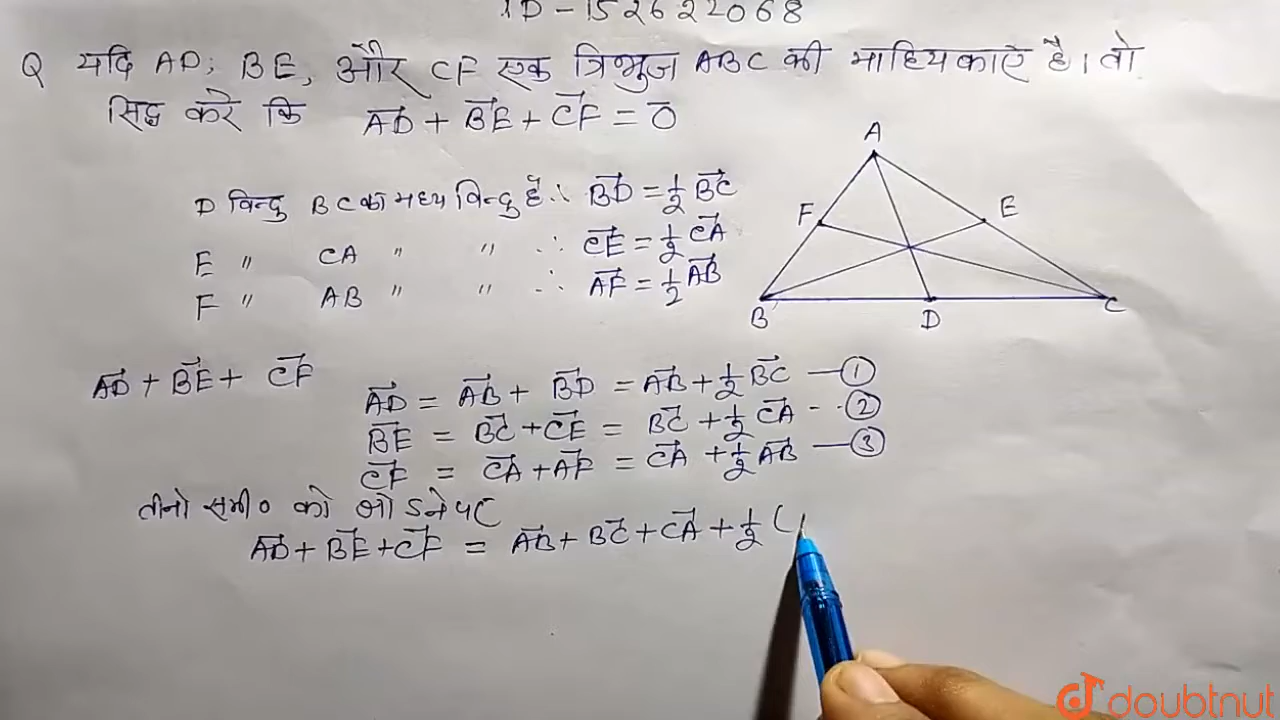 ID - 152622068
Q यदि AD, BE, और CF एक त्रिभुज ABC की माध्यिकाएं है। तो
सिद्ध करे कि AD⃗ + BE⃗ + CF⃗ = 0⃗
D बिन्दु BC का मध्य बिन्दु है ∴ BD⃗ = 1/2 BC⃗
E " CA " " ∴ CE⃗ = 1/2 CA⃗
F " AB " " ∴ AF⃗ = 1/2 AB⃗
A
F
E
B
D
C
AD⃗ + BE⃗ + CF⃗
AD⃗ = AB⃗ + BD⃗ = AB⃗ + 1/2 BC⃗ — ①
BE⃗ = BC⃗ + CE⃗ = BC⃗ + 1/2 CA⃗ - - ②
CF⃗ = CA⃗ + AF⃗ = CA⃗ + 1/2 AB⃗ — ③
तीनो समी० को जोडने पर
AD⃗ + BE⃗ + CF⃗ = AB⃗ + BC⃗ + CA⃗ + 1/2 (
doubtnut